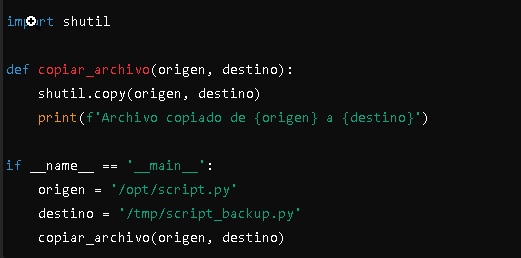 import shutil
def copiar_archivo(origen, destino):
shutil.copy(origen, destino)
print(f'Archivo copiado de {origen} a {destino}')
if __name__ == '__main__':
origen = '/opt/script.py'
destino = '/tmp/script_backup.py'
copiar_archivo(origen, destino)